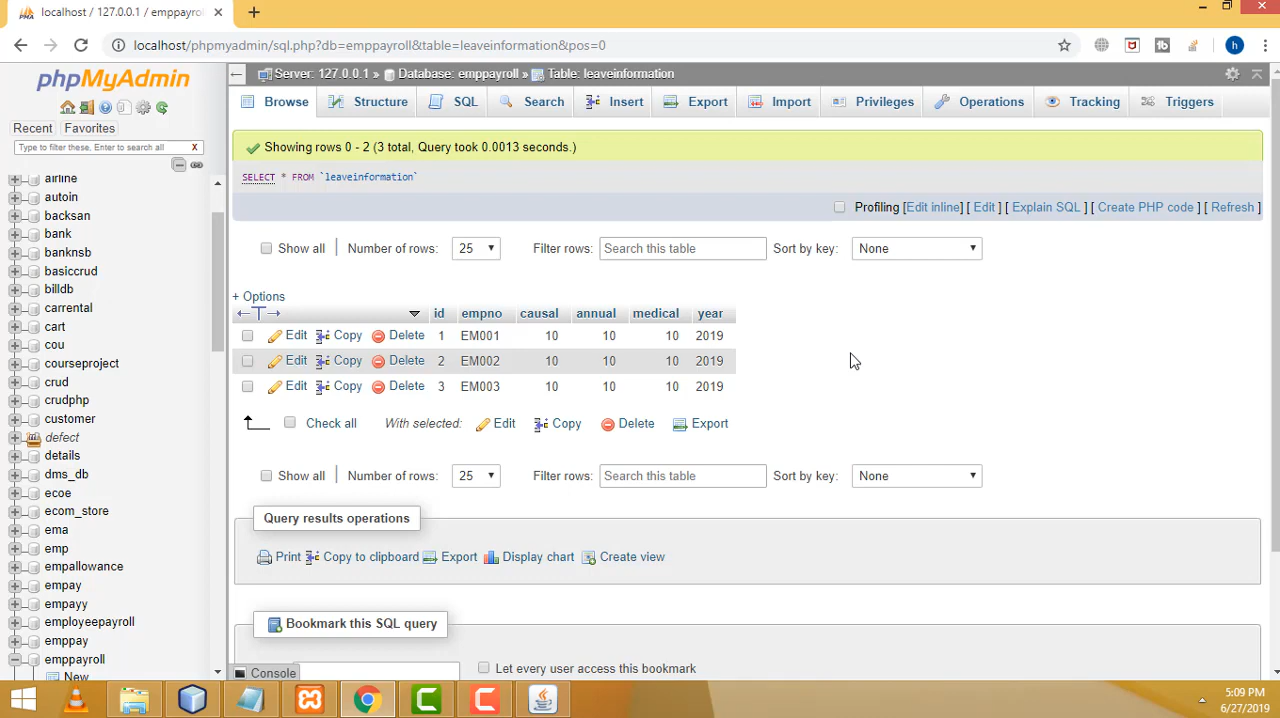 localhost / 127.0.0.1 / emppayro
localhost/phpmyadmin/sql.php?db=emppayroll&table=leaveinformation&pos=0
phpMyAdmin
Recent Favorites
Type to filter these, Enter to search all X
airline
autoin
backsan
bank
banknsb
basiccrud
billdb
carrental
cart
cou
courseproject
crud
crudphp
customer
defect
details
dms_db
ecoe
ecom_store
ema
emp
empallowance
empay
empayy
employeepayroll
emppay
emppayroll
New
Server: 127.0.0.1 » Database: emppayroll » Table: leaveinformation
Browse Structure SQL Search Insert Export Import Privileges Operations Tracking Triggers
Showing rows 0 - 2 (3 total, Query took 0.0013 seconds.)
SELECT * FROM `leaveinformation`
Profiling [Edit inline] [ Edit ] [ Explain SQL ] [ Create PHP code ] [ Refresh ]
Show all Number of rows: 25 Filter rows: Search this table Sort by key: None
+ Options
id empno causal annual medical year
Edit Copy Delete 1 EM001 10 10 10 2019
Edit Copy Delete 2 EM002 10 10 10 2019
Edit Copy Delete 3 EM003 10 10 10 2019
Check all With selected: Edit Copy Delete Export
Show all Number of rows: 25 Filter rows: Search this table Sort by key: None
Query results operations
Print Copy to clipboard Export Display chart Create view
Bookmark this SQL query
Let every user access this bookmark
Console
5:09 PM
6/27/2019